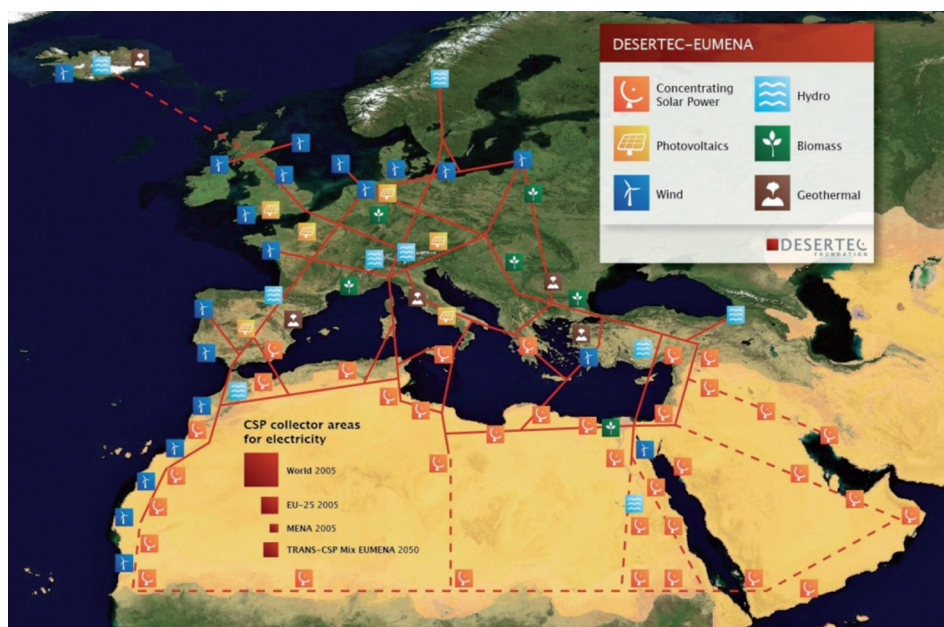 DESERTEC–EUMENA
Concentrating
Solar Power
Hydro
Photovoltaics
Biomass
Wind
Geothermal
DESERTEC
FOUNDATION
CSP collector areas
for electricity
World 2005
EU–25 2005
MENA 2005
TRANS–CSP Mix EUMENA 2050